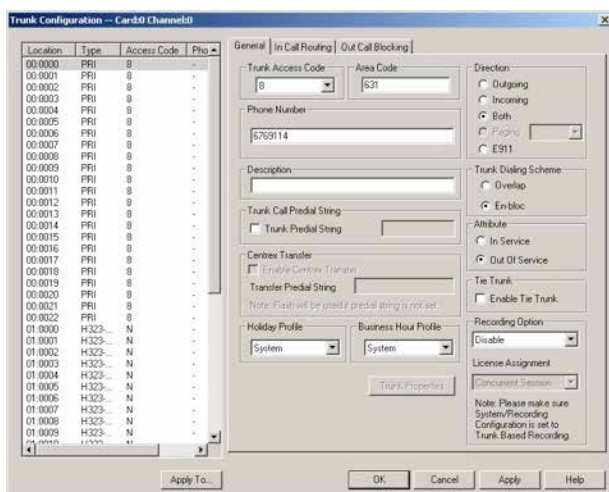 Trunk Configuration -- Card:0 Channel:0
Location Type Access Code Pho
00:0000 PRI 8 -
00:0001 PRI 8 -
00:0002 PRI 8 -
00:0003 PRI 8 -
00:0004 PRI 8 -
00:0005 PRI 8 -
00:0006 PRI 8 -
00:0007 PRI 8 -
00:0008 PRI 8 -
00:0009 PRI 8 -
00:0010 PRI 8 -
00:0011 PRI 8 -
00:0012 PRI 8 -
00:0013 PRI 8 -
00:0014 PRI 8 -
00:0015 PRI 8 -
00:0016 PRI 8 -
00:0017 PRI 8 -
00:0018 PRI 8 -
00:0019 PRI 8 -
00:0020 PRI 8 -
00:0021 PRI 8 -
00:0022 PRI 8 -
01:0000 H323-... N -
01:0001 H323-... N -
01:0002 H323-... N -
01:0003 H323-... N -
01:0004 H323-... N -
01:0005 H323-... N -
01:0006 H323-... N -
01:0007 H323-... N -
01:0008 H323-... N -
01:0009 H323-... N -
Apply To...
General In Call Routing Out Call Blocking
Trunk Access Code
8
Area Code
631
Phone Number
6769114
Description
Trunk Call Predial String
Trunk Predial String
Centrex Transfer
Enable Centrex Transfer
Transfer Predial String
Note: Flash will be used if predial string is not set.
Holiday Profile
System
Business Hour Profile
System
Trunk Properties
Direction
Outgoing
Incoming
Both
Paging
E911
Trunk Dialing Scheme
Overlap
En-bloc
Attribute
In Service
Out Of Service
Tie Trunk
Enable Tie Trunk
Recording Option
Disable
License Assignment
Concurrent Session
Note: Please make sure
System/Recording
Configuration is set to
Trunk Based Recording.
OK Cancel Apply Help